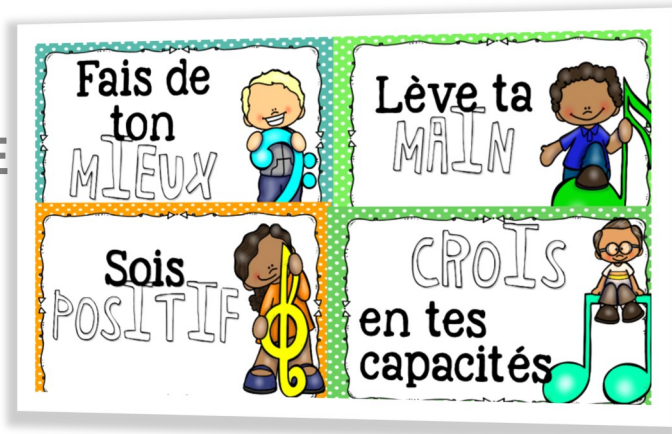 E
Fais de
ton
MIEUX
Lève ta
MAIN
Sois
POSITIF
CROIS
en tes
capacités